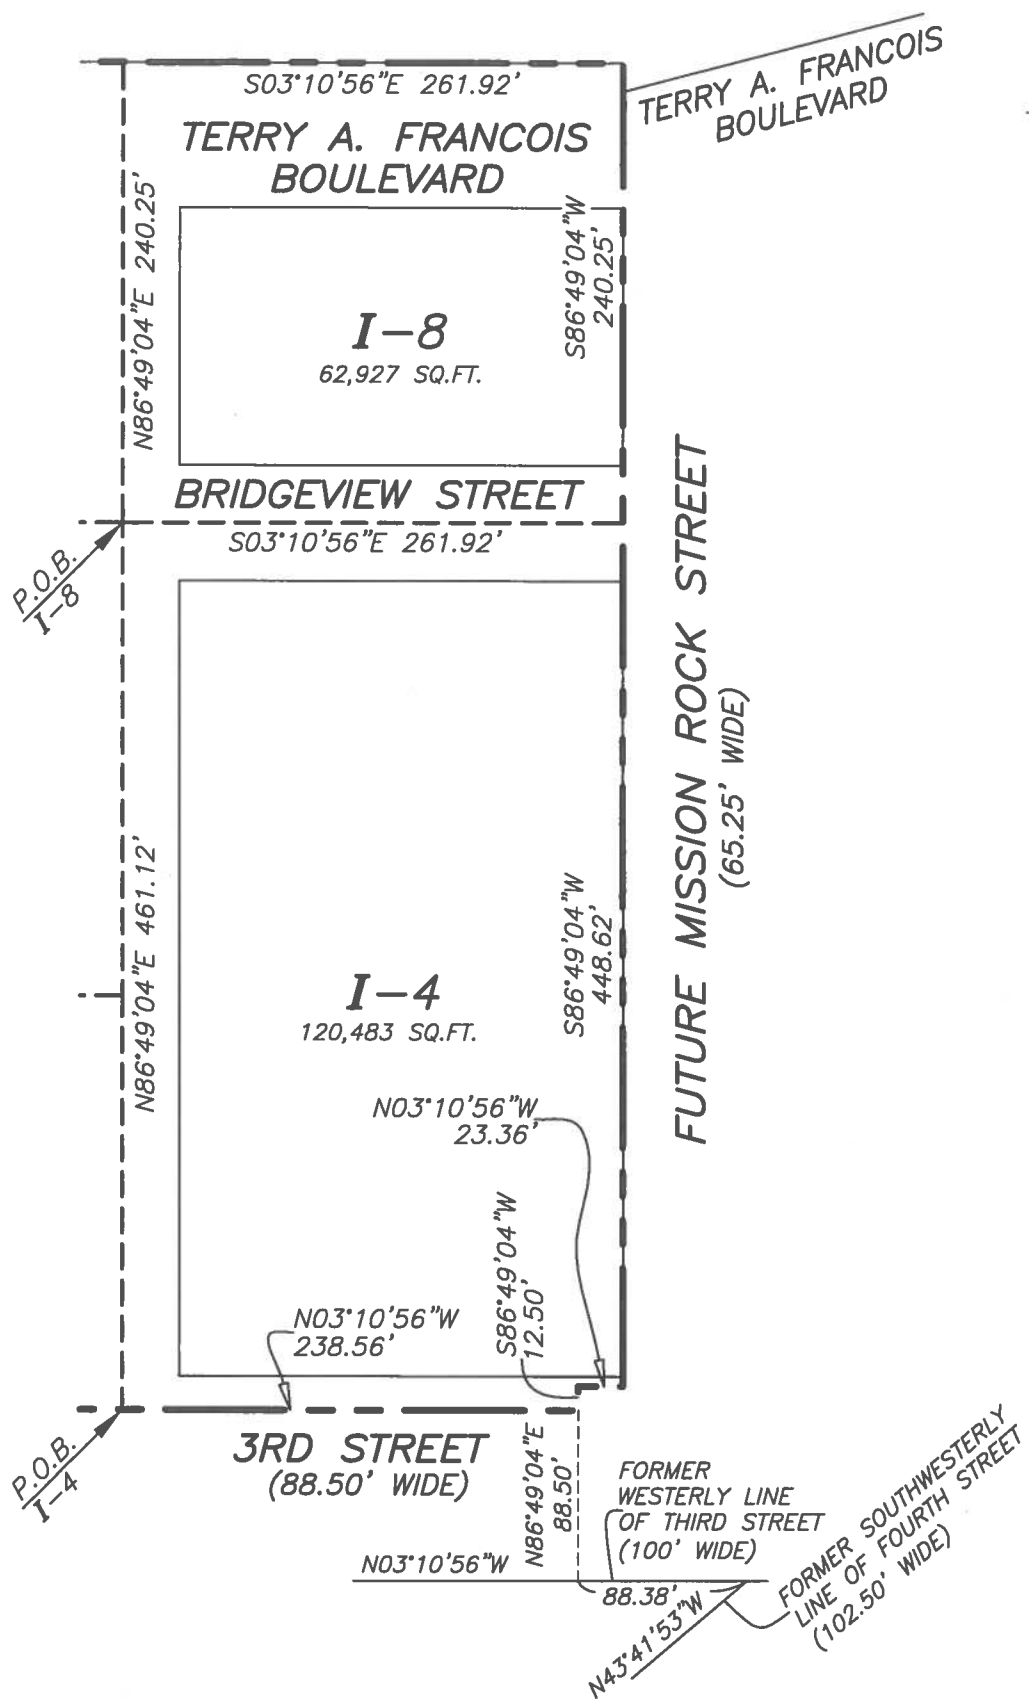 S03°10'56"E 261.92'
TERRY A. FRANCOIS
BOULEVARD
TERRY A. FRANCOIS
BOULEVARD
N86°49'04"E 240.25'
S86°49'04"W
240.25'
I-8
62,927 SQ.FT.
BRIDGEVIEW STREET
S03°10'56"E 261.92'
P.O.B.
I-8
FUTURE MISSION ROCK STREET
(65.25' WIDE)
N86°49'04"E 461.12'
S86°49'04"W
448.62'
I-4
120,483 SQ.FT.
N03°10'56"W
23.36'
S86°49'04"W
12.50'
N03°10'56"W
238.56'
P.O.B.
I-4
3RD STREET
(88.50' WIDE)
N86°49'04"E
88.50'
FORMER
WESTERLY LINE
OF THIRD STREET
(100' WIDE)
N03°10'56"W
88.38'
N43°41'53"W
FORMER SOUTHWESTERLY
LINE OF FOURTH STREET
(102.50' WIDE)